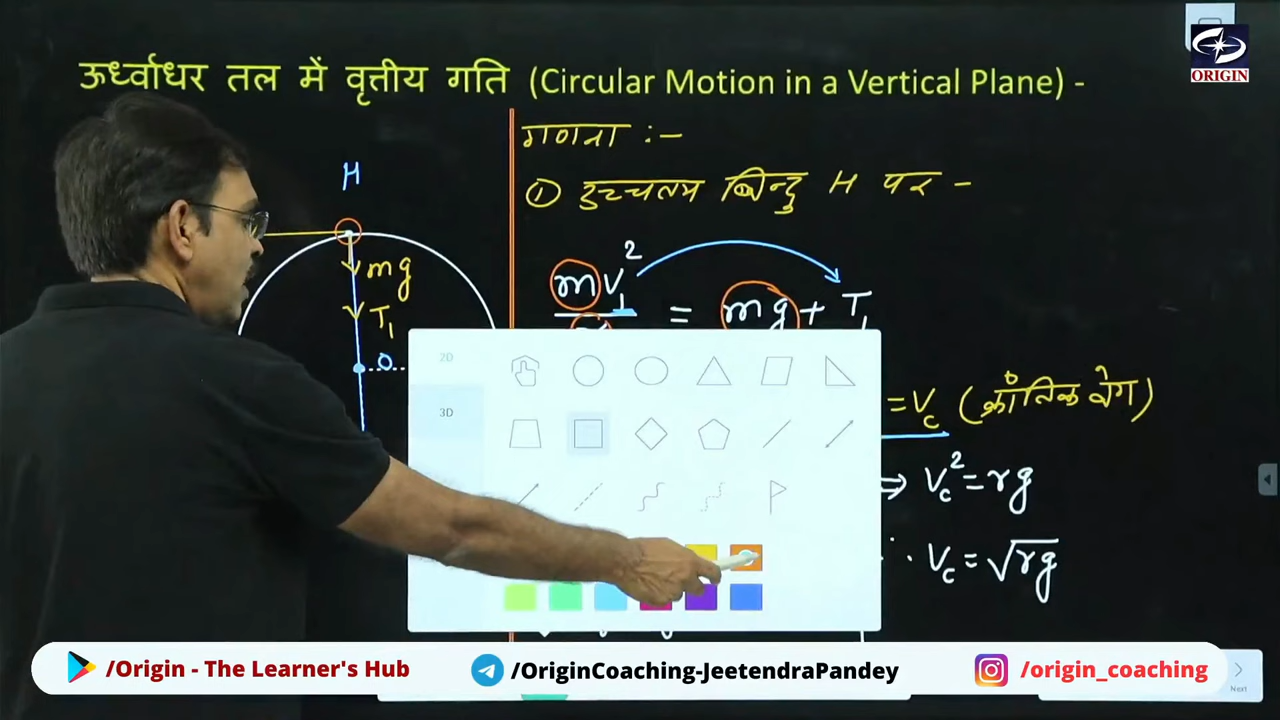 ORIGIN
ऊर्ध्वाधर तल में वृत्तीय गति (Circular Motion in a Vertical Plane) -
गणना :-
① उच्चतम बिन्दु H पर -
H
mg
T₁
O
mv₁²
= mg + T₁
2D
3D
= Vc (क्रांतिक वेग)
⇒ Vc² = rg
∴ Vc = √rg
/Origin - The Learner's Hub
/OriginCoaching-JeetendraPandey
/origin_coaching
Next